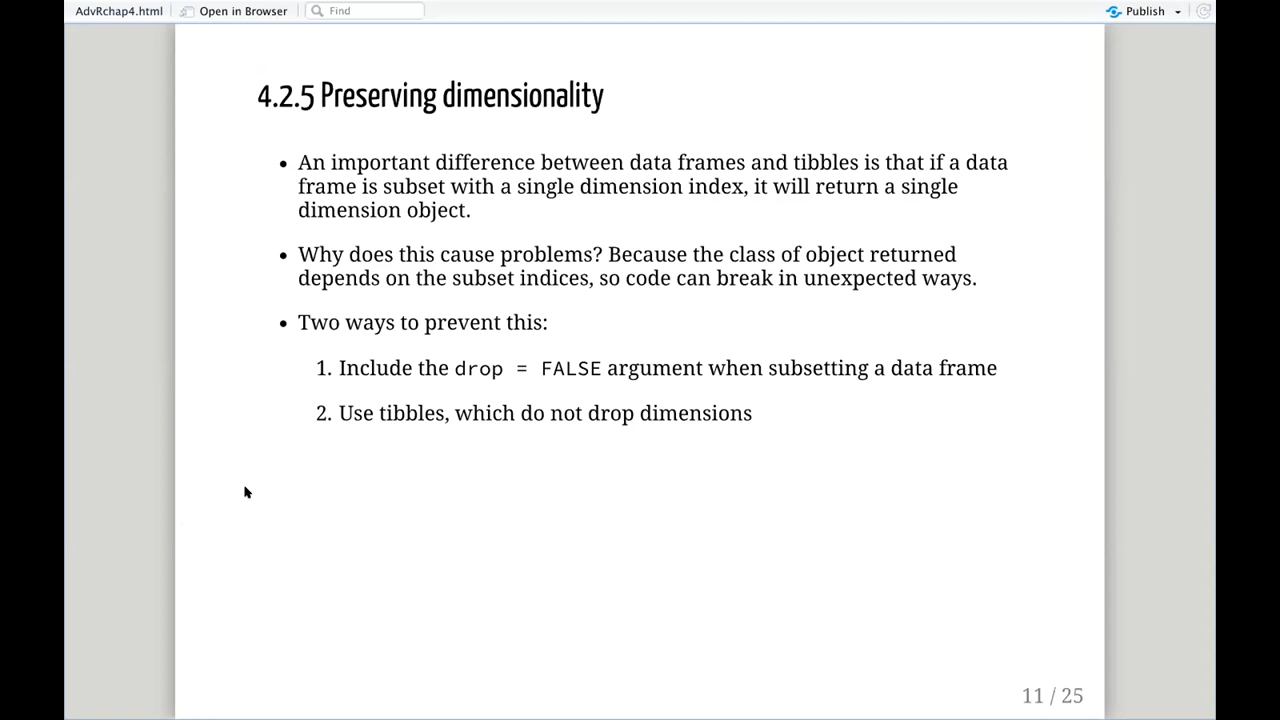 AdvRchap4.html Open in Browser Find Publish
4.2.5 Preserving dimensionality
• An important difference between data frames and tibbles is that if a data
frame is subset with a single dimension index, it will return a single
dimension object.
• Why does this cause problems? Because the class of object returned
depends on the subset indices, so code can break in unexpected ways.
• Two ways to prevent this:
1. Include the drop = FALSE argument when subsetting a data frame
2. Use tibbles, which do not drop dimensions
11 / 25